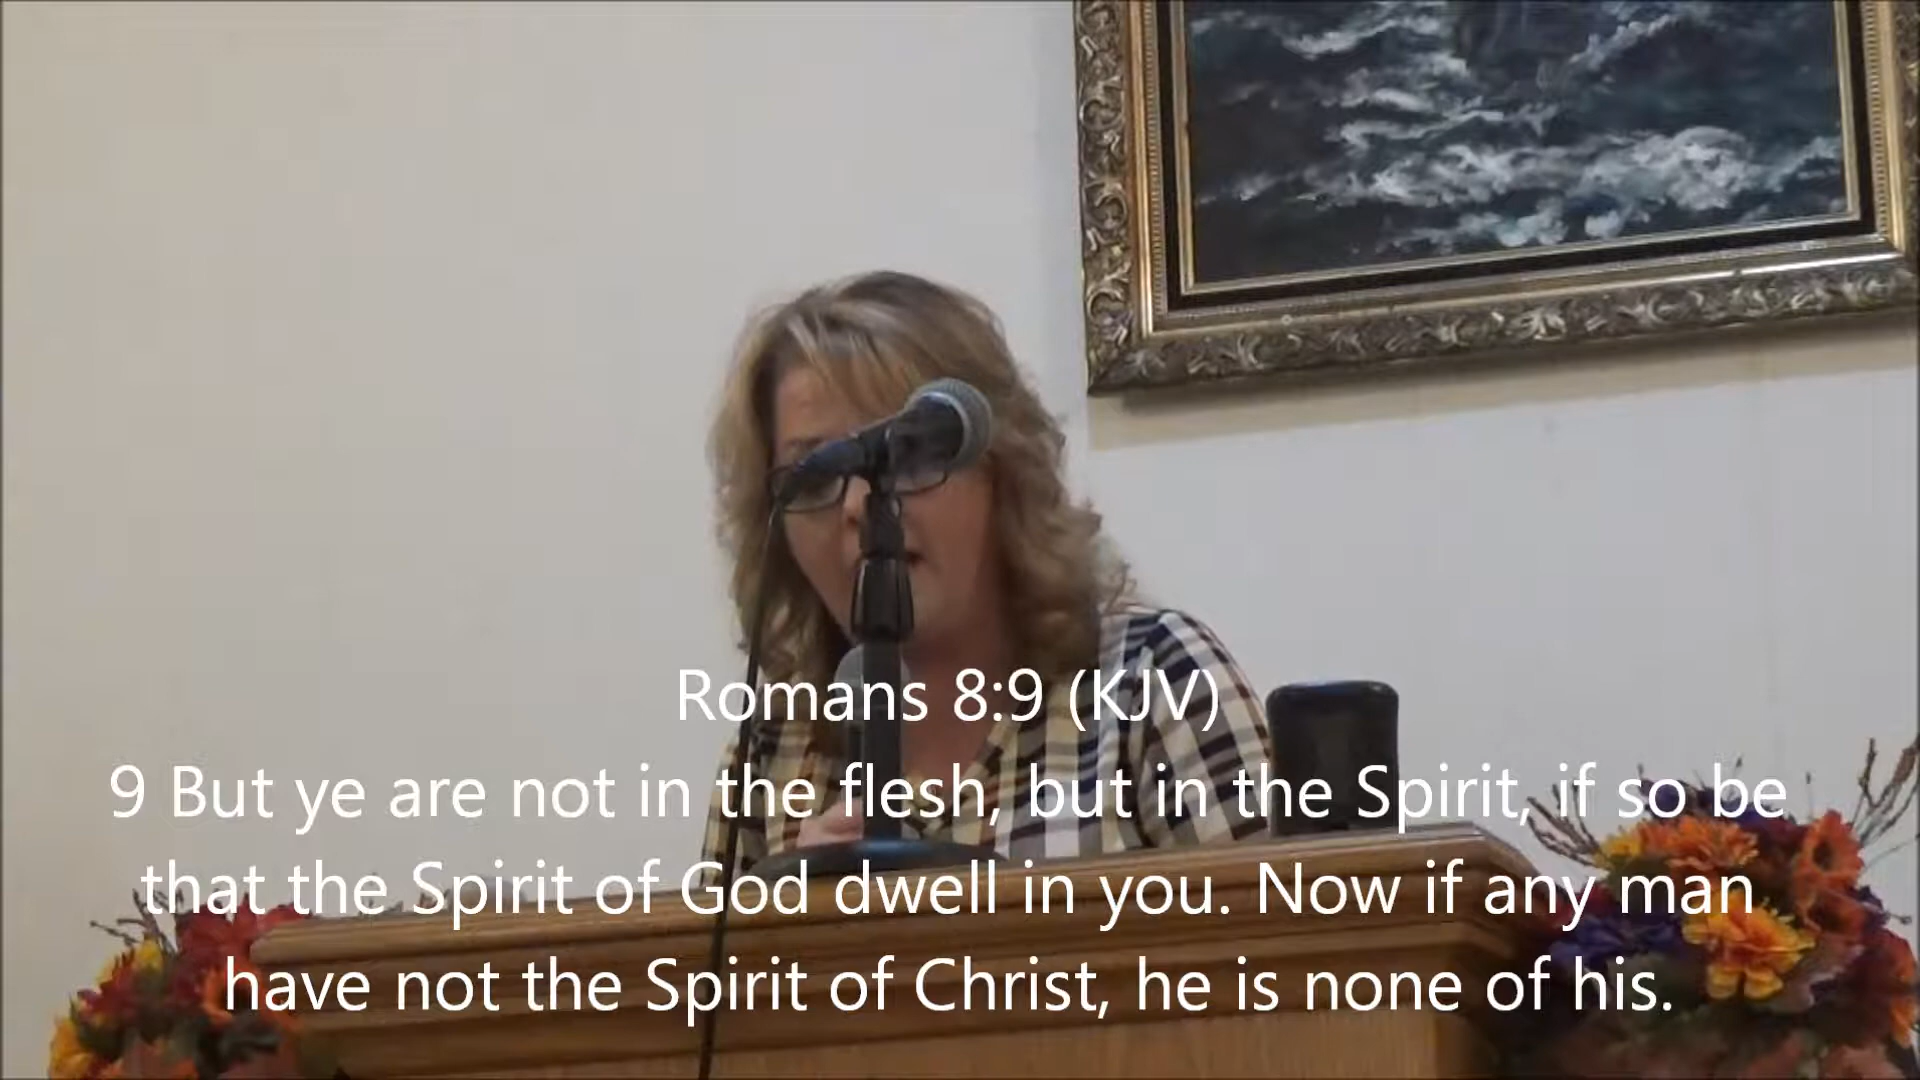 Romans 8:9 (KJV)
9 But ye are not in the flesh, but in the Spirit, if so be
that the Spirit of God dwell in you. Now if any man
have not the Spirit of Christ, he is none of his.